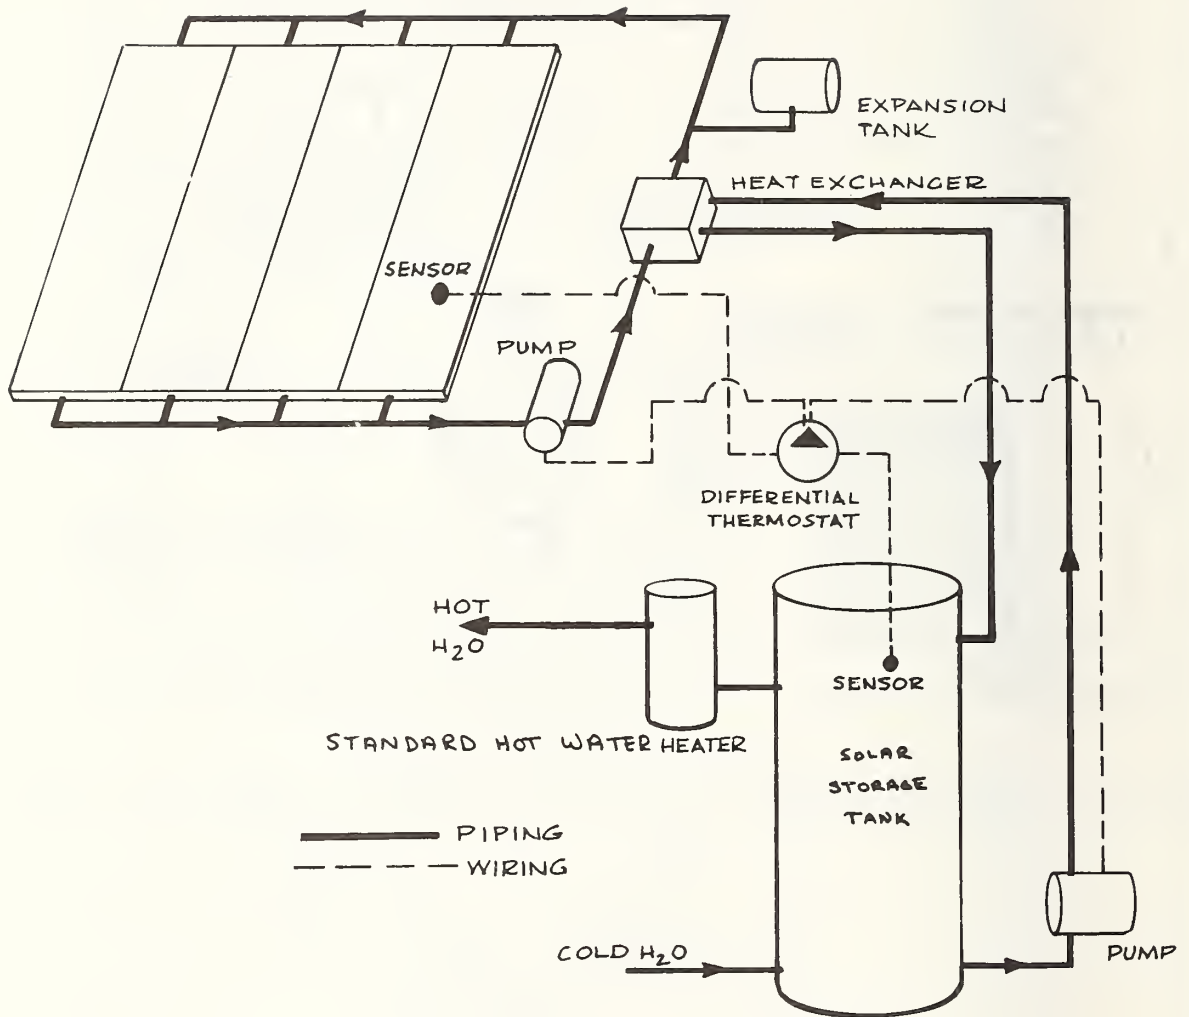 EXPANSION
TANK
HEAT EXCHANGER
SENSOR
PUMP
DIFFERENTIAL
THERMOSTAT
HOT
H₂O
SENSOR
STANDARD HOT WATER HEATER
SOLAR
STORAGE
TANK
PIPING
WIRING
COLD H₂O
PUMP